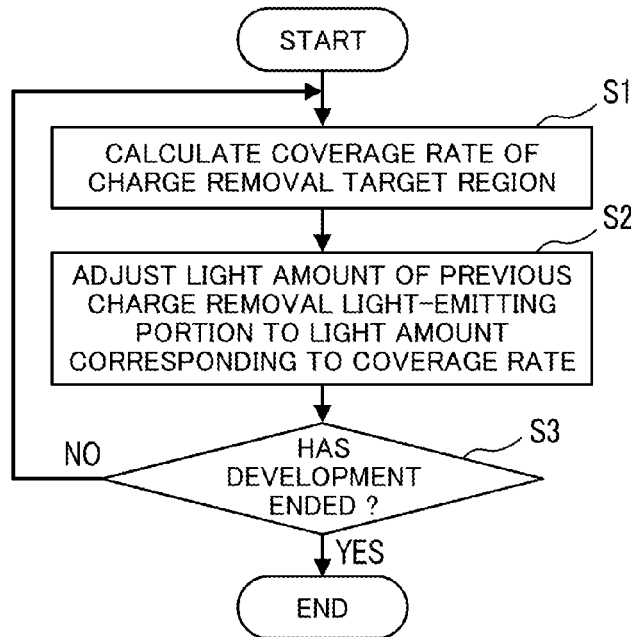 START
S1
CALCULATE COVERAGE RATE OF
CHARGE REMOVAL TARGET REGION
S2
ADJUST LIGHT AMOUNT OF PREVIOUS
CHARGE REMOVAL LIGHT-EMITTING
PORTION TO LIGHT AMOUNT
CORRESPONDING TO COVERAGE RATE
S3
NO
HAS
DEVELOPMENT
ENDED ?
YES
END